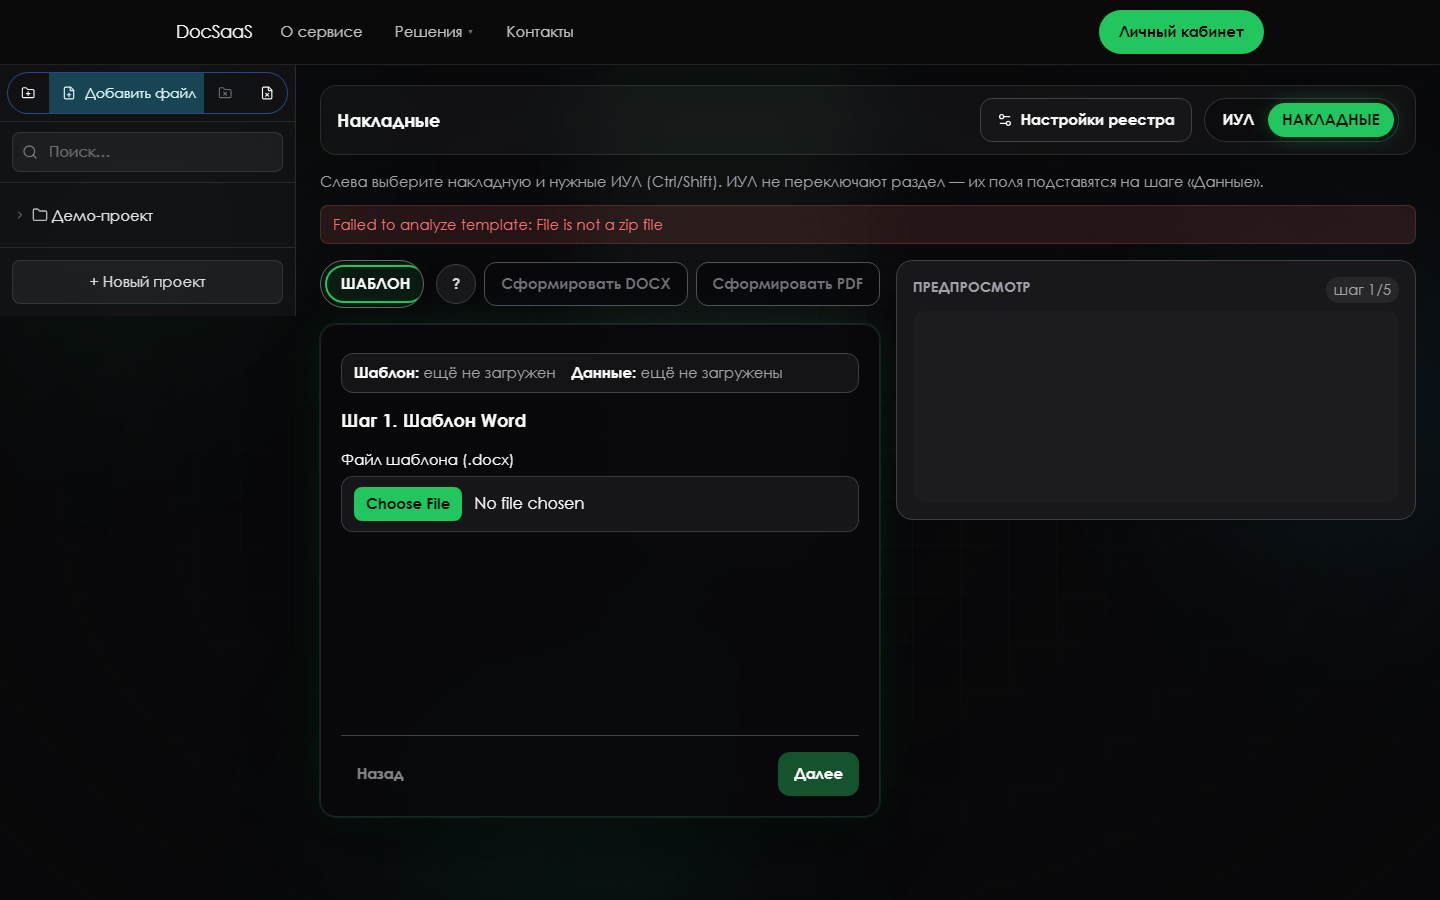 DocSaaS О сервисе Решения Контакты Личный кабинет
Добавить файл
Поиск...
Демо-проект
+ Новый проект
Накладные Настройки реестра ИУЛ НАКЛАДНЫЕ
Слева выберите накладную и нужные ИУЛ (Ctrl/Shift). ИУЛ не переключают раздел — их поля подставятся на шаге «Данные».
Failed to analyze template: File is not a zip file
ШАБЛОН ? Сформировать DOCX Сформировать PDF
Шаблон: ещё не загружен Данные: ещё не загружены
Шаг 1. Шаблон Word
Файл шаблона (.docx)
Choose File No file chosen
Назад Далее
ПРЕДПРОСМОТР шаг 1/5